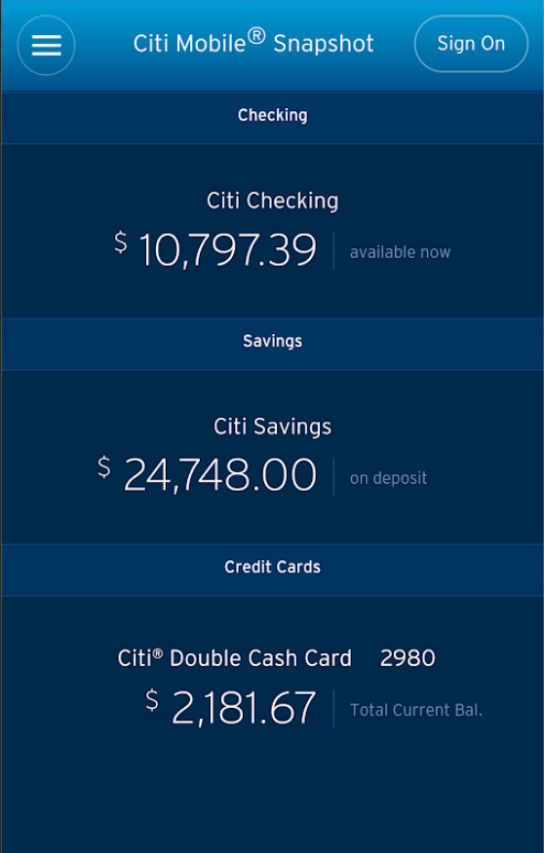 Citi Mobile® Snapshot
Sign On
Checking
Citi Checking
$ 10,797.39 available now
Savings
Citi Savings
$ 24,748.00 on deposit
Credit Cards
Citi® Double Cash Card 2980
$ 2,181.67 Total Current Bal.